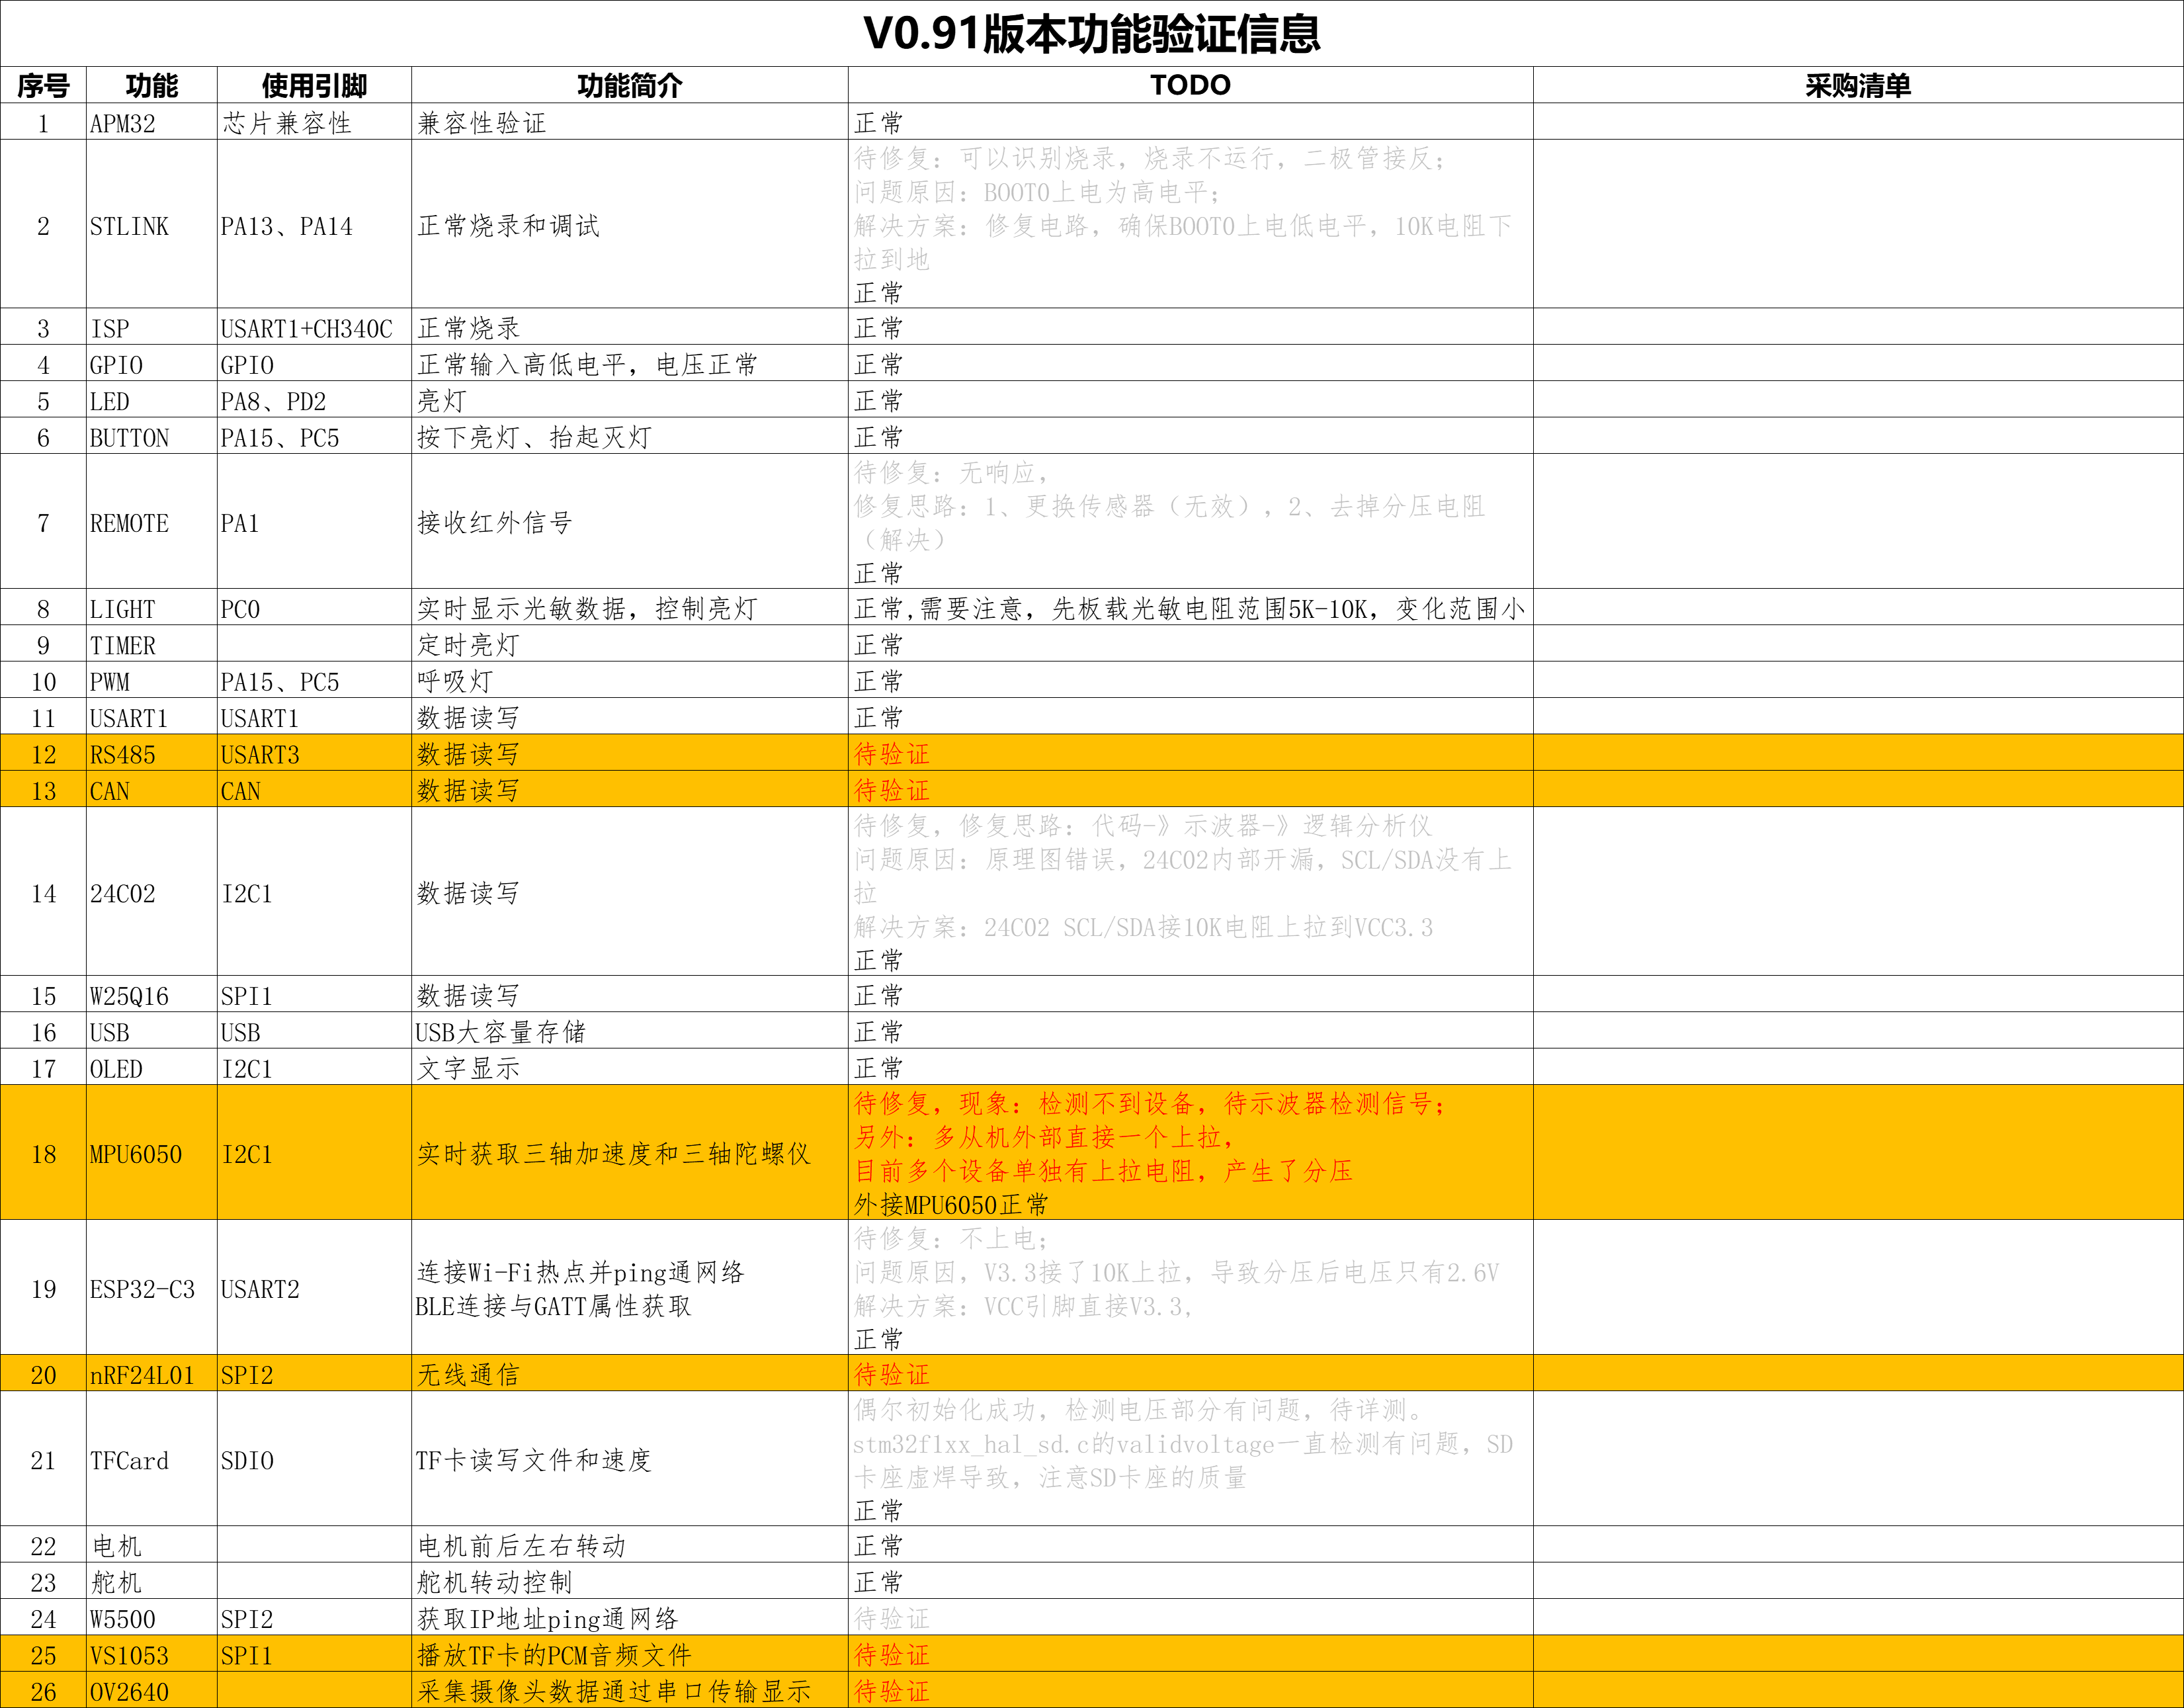 V0.91版本功能验证信息
序号 功能 使用引脚 功能简介 TODO 采购清单
1 APM32 芯片兼容性 兼容性验证 正常
2 STLINK PA13、PA14 正常烧录和调试 待修复：可以识别烧录，烧录不运行，二极管接反；
问题原因：BOOT0上电为高电平；
解决方案：修复电路，确保BOOT0上电低电平，10K电阻下
拉到地
正常
3 ISP USART1+CH340C 正常烧录 正常
4 GPIO GPIO 正常输入高低电平，电压正常 正常
5 LED PA8、PD2 亮灯 正常
6 BUTTON PA15、PC5 按下亮灯、抬起灭灯 正常
7 REMOTE PA1 接收红外信号 待修复：无响应，
修复思路：1、更换传感器（无效），2、去掉分压电阻
（解决）
正常
8 LIGHT PC0 实时显示光敏数据，控制亮灯 正常,需要注意，先板载光敏电阻范围5K-10K，变化范围小
9 TIMER 定时亮灯 正常
10 PWM PA15、PC5 呼吸灯 正常
11 USART1 USART1 数据读写 正常
12 RS485 USART3 数据读写 待验证
13 CAN CAN 数据读写 待验证
14 24C02 I2C1 数据读写 待修复，修复思路：代码-》示波器-》逻辑分析仪
问题原因：原理图错误，24C02内部开漏，SCL/SDA没有上
拉
解决方案：24C02 SCL/SDA接10K电阻上拉到VCC3.3
正常
15 W25Q16 SPI1 数据读写 正常
16 USB USB USB大容量存储 正常
17 OLED I2C1 文字显示 正常
18 MPU6050 I2C1 实时获取三轴加速度和三轴陀螺仪 待修复，现象：检测不到设备，待示波器检测信号；
另外：多从机外部直接一个上拉，
目前多个设备单独有上拉电阻，产生了分压
外接MPU6050正常
19 ESP32-C3 USART2 连接Wi-Fi热点并ping通网络
BLE连接与GATT属性获取 待修复：不上电；
问题原因，V3.3接了10K上拉，导致分压后电压只有2.6V
解决方案：VCC引脚直接V3.3，
正常
20 nRF24L01 SPI2 无线通信 待验证
21 TFCard SDIO TF卡读写文件和速度 偶尔初始化成功，检测电压部分有问题，待详测。
stm32f1xx_hal_sd.c的validvoltage一直检测有问题，SD
卡座虚焊导致，注意SD卡座的质量
正常
22 电机 电机前后左右转动 正常
23 舵机 舵机转动控制 正常
24 W5500 SPI2 获取IP地址ping通网络 待验证
25 VS1053 SPI1 播放TF卡的PCM音频文件 待验证
26 OV2640 采集摄像头数据通过串口传输显示 待验证